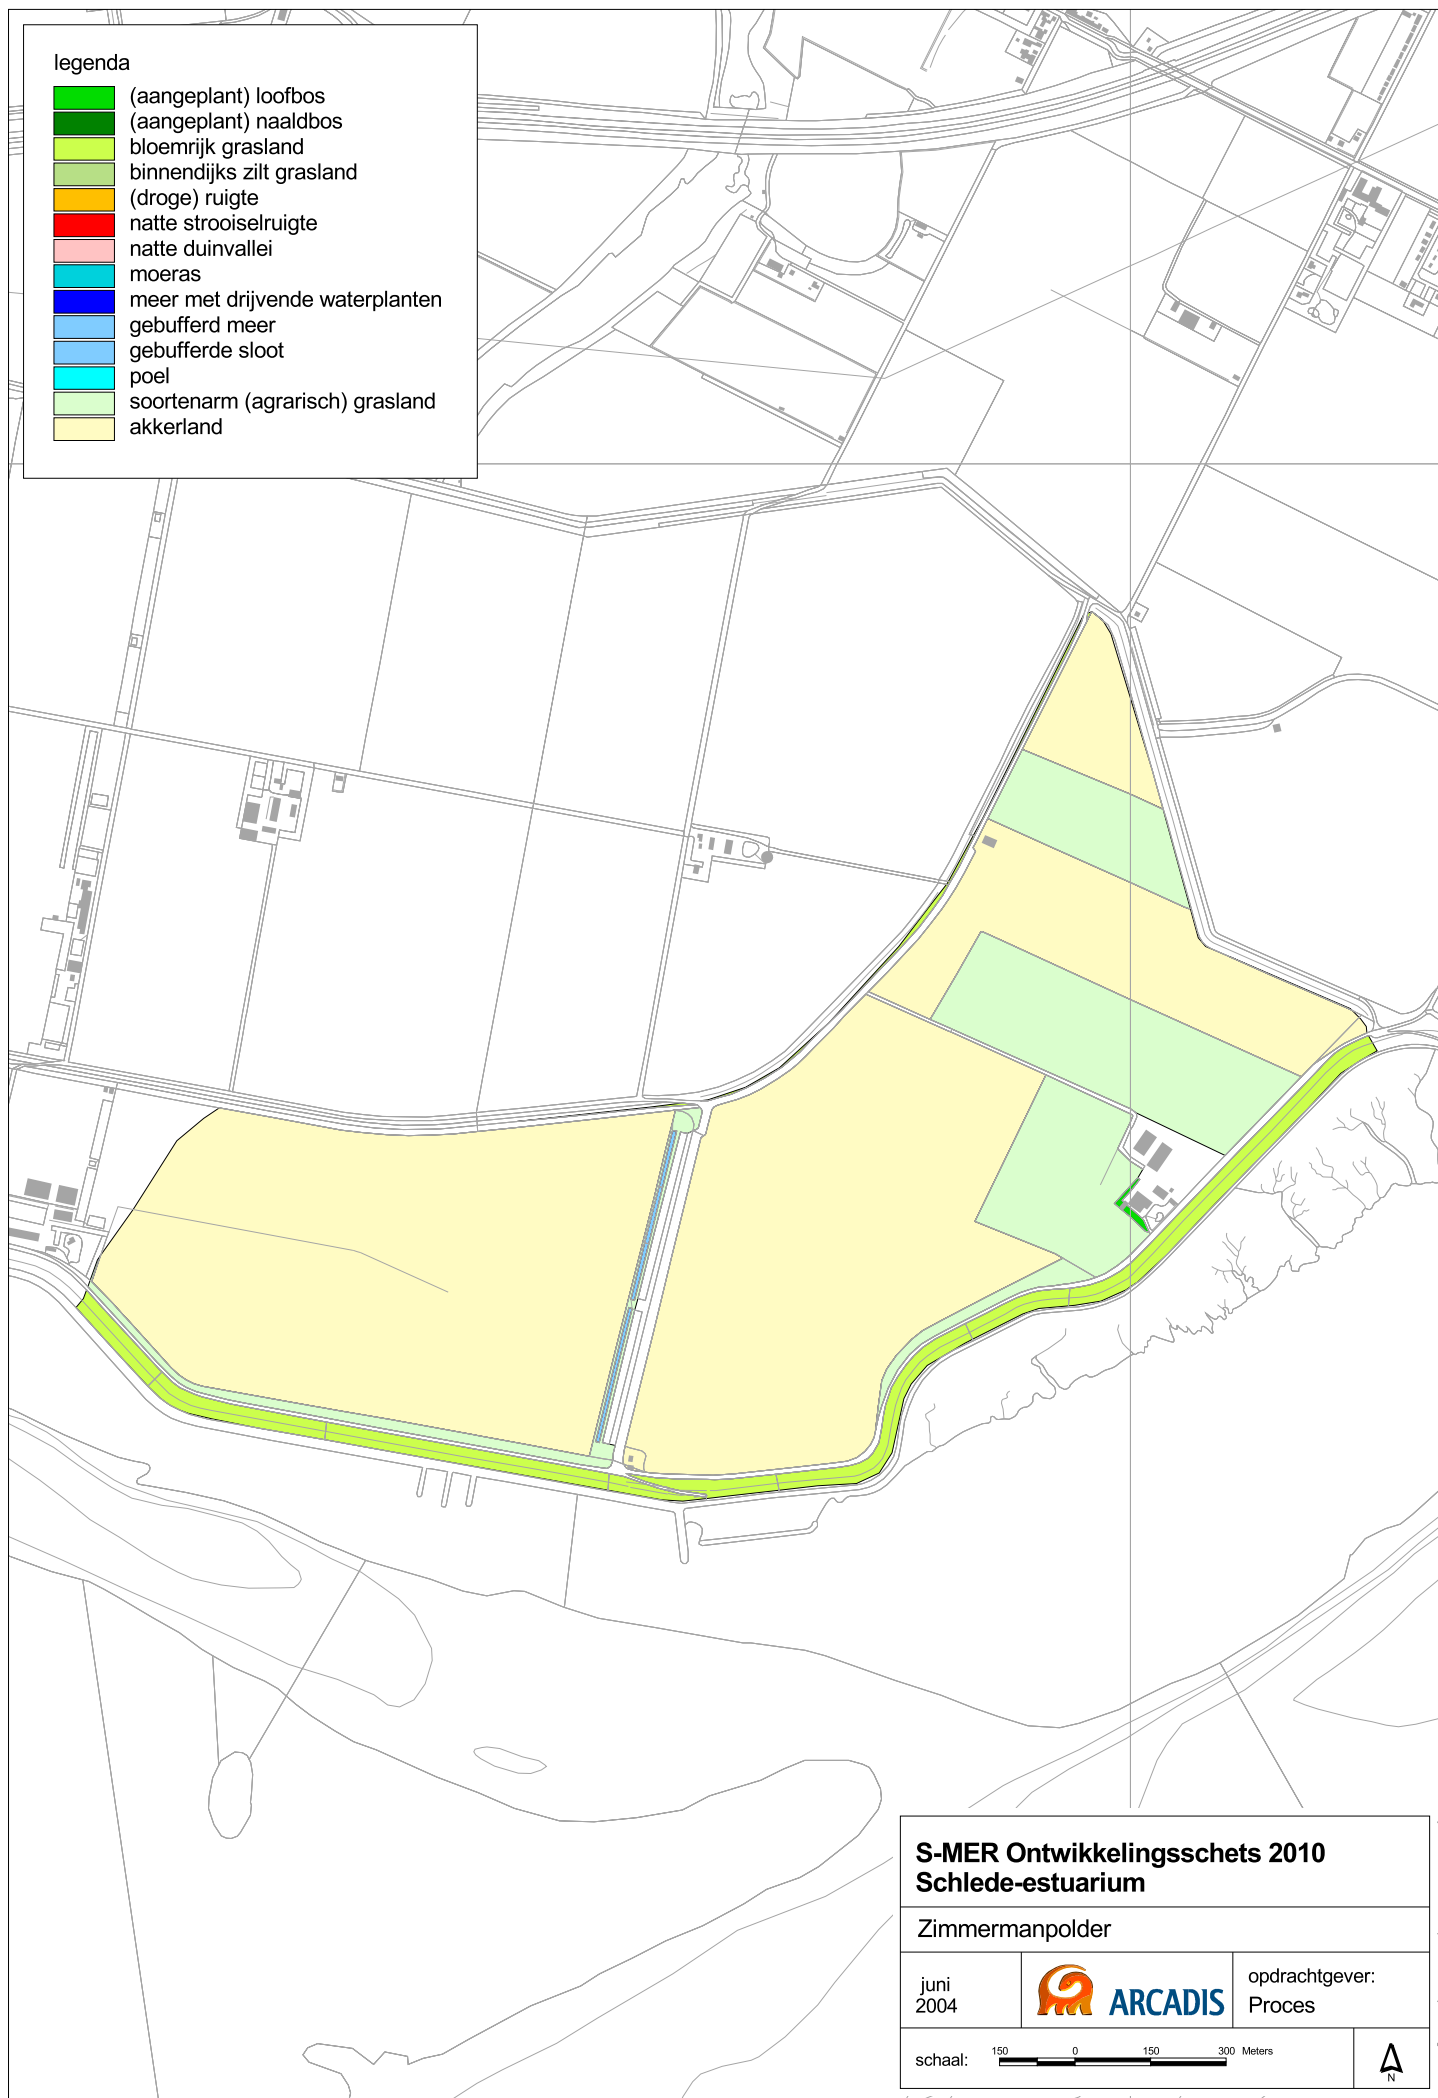 legenda
(aangeplant) loofbos
(aangeplant) naaldbos
bloemrijk grasland
binnendijks zilt grasland
(droge) ruigte
natte strooiselruigte
natte duinvallei
moeras
meer met drijvende waterplanten
gebufferd meer
gebufferde sloot
poel
soortenarm (agrarisch) grasland
akkerland
S-MER Ontwikkelingsschets 2010
Schlede-estuarium
Zimmermanpolder
juni
2004
ARCADIS
opdrachtgever:
Proces
schaal:
150 0 150 300 Meters
N